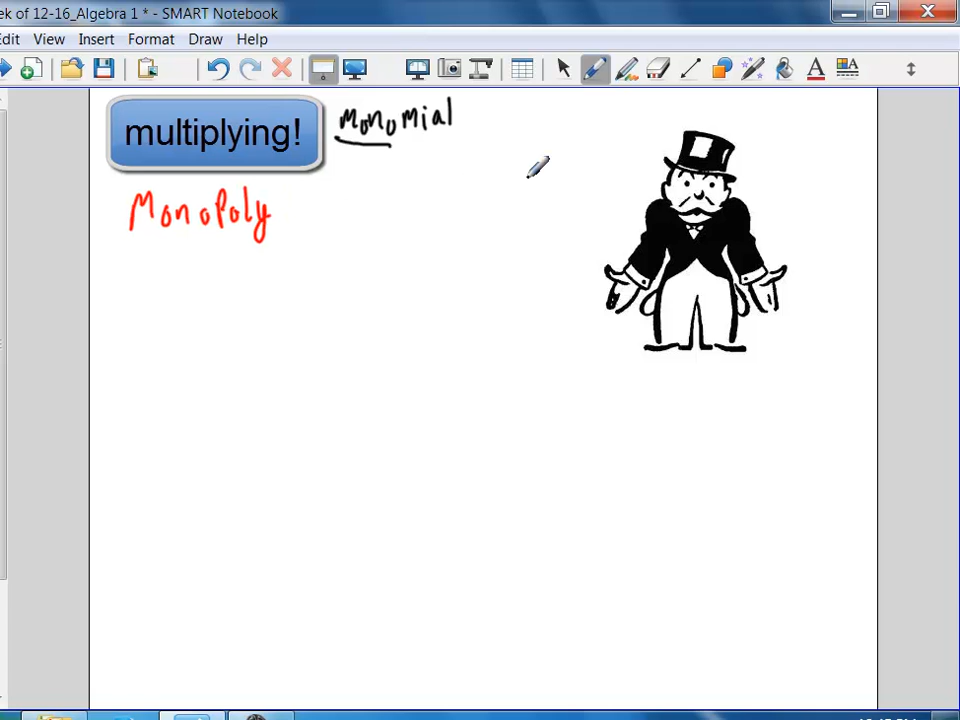 ek of 12-16_Algebra 1 * - SMART Notebook
Edit View Insert Format Draw Help
multiplying! Monomial
Monopoly